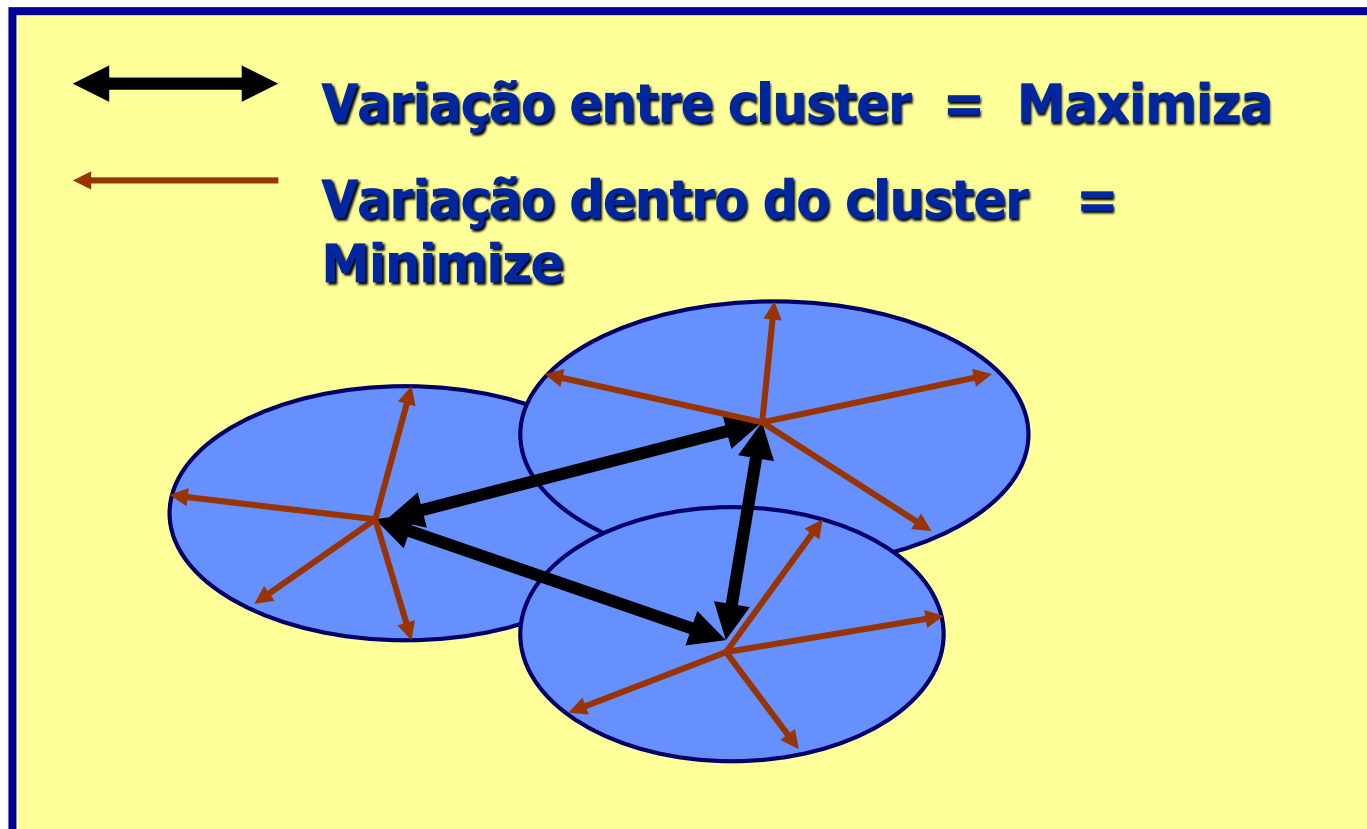 Variação entre cluster = Maximiza
Variação dentro do cluster =
Minimize